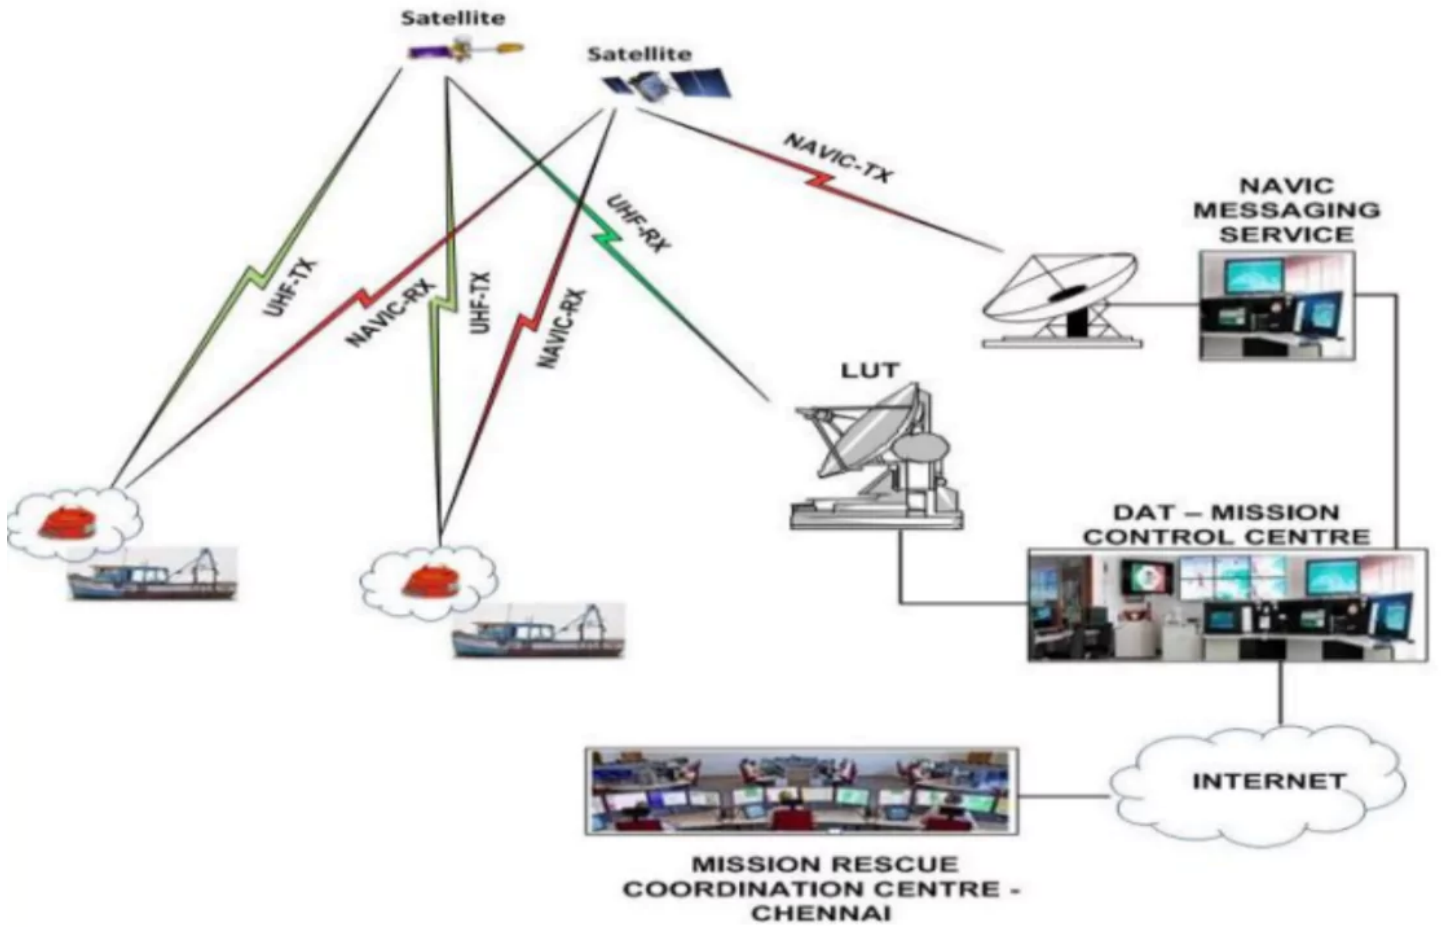 Satellite
Satellite
NAVIC-TX
UHF-RX
UHF-TX
NAVIC-RX
UHF-TX
NAVIC-RX
NAVIC
MESSAGING
SERVICE
LUT
DAT – MISSION
CONTROL CENTRE
INTERNET
MISSION RESCUE
COORDINATION CENTRE -
CHENNAI